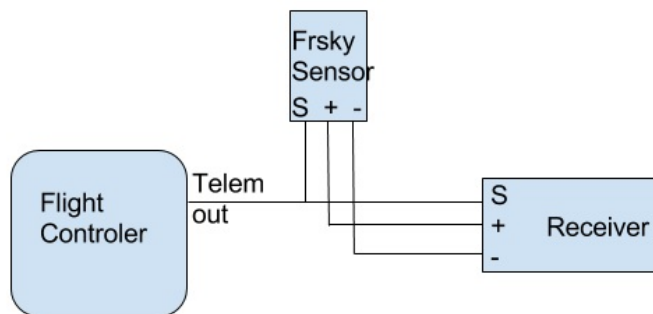 Frsky
Sensor
S + -
Telem
out
Flight
Controler
S
+
-
Receiver